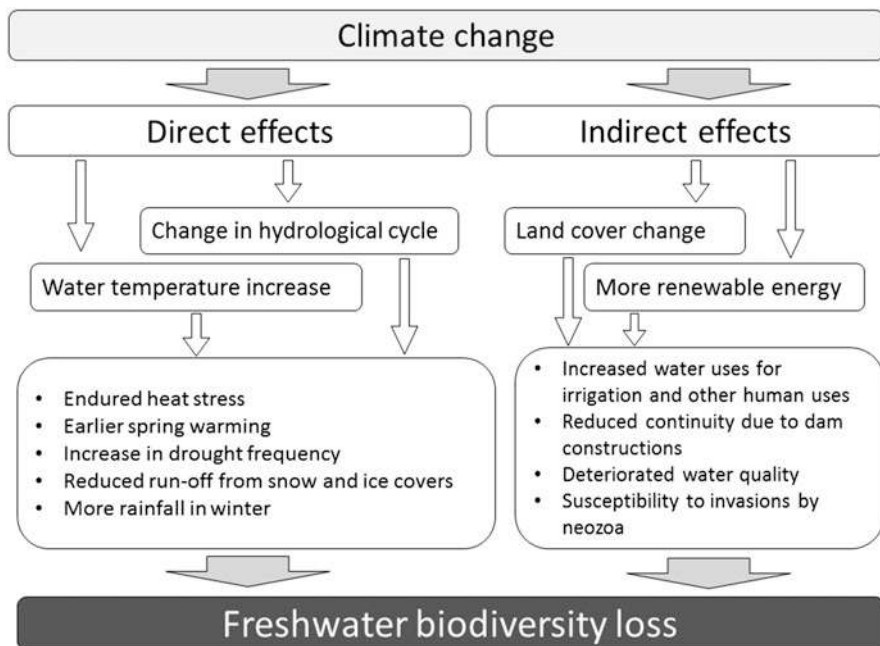 Climate change
Direct effects
Indirect effects
Change in hydrological cycle
Land cover change
Water temperature increase
More renewable energy
• Endured heat stress
• Earlier spring warming
• Increase in drought frequency
• Reduced run-off from snow and ice covers
• More rainfall in winter
• Increased water uses for
irrigation and other human uses
• Reduced continuity due to dam
constructions
• Deteriorated water quality
• Susceptibility to invasions by
neozoa
Freshwater biodiversity loss